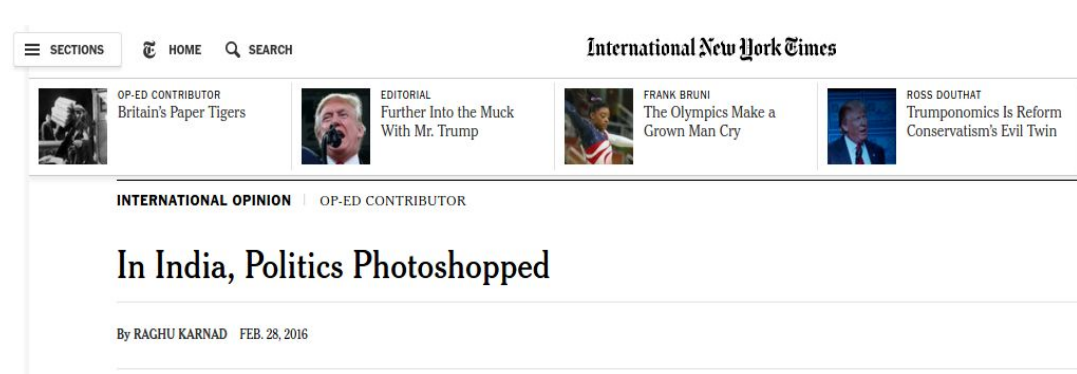 SECTIONS HOME SEARCH International New York Times
OP-ED CONTRIBUTOR
Britain's Paper Tigers
EDITORIAL
Further Into the Muck
With Mr. Trump
FRANK BRUNI
The Olympics Make a
Grown Man Cry
ROSS DOUTHAT
Trumponomics Is Reform
Conservatism's Evil Twin
INTERNATIONAL OPINION | OP-ED CONTRIBUTOR
In India, Politics Photoshopped
By RAGHU KARNAD FEB. 28, 2016